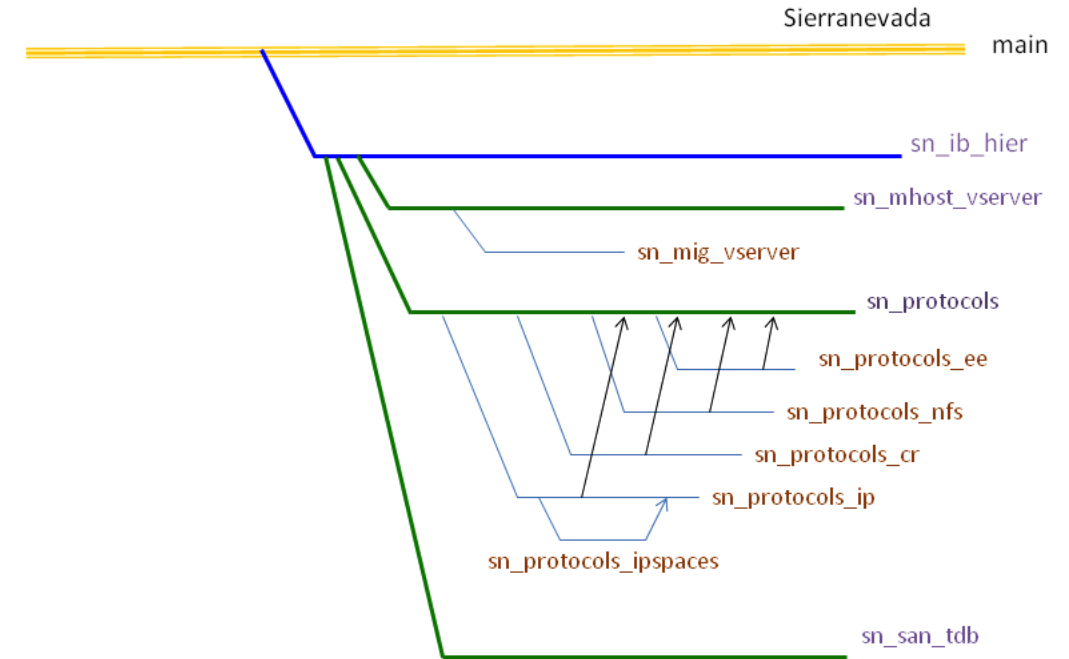 Sierranevada
main
sn_ib_hier
sn_mhost_vserver
sn_mig_vserver
sn_protocols
sn_protocols_ee
sn_protocols_nfs
sn_protocols_cr
sn_protocols_ip
sn_protocols_ipspaces
sn_san_tdb